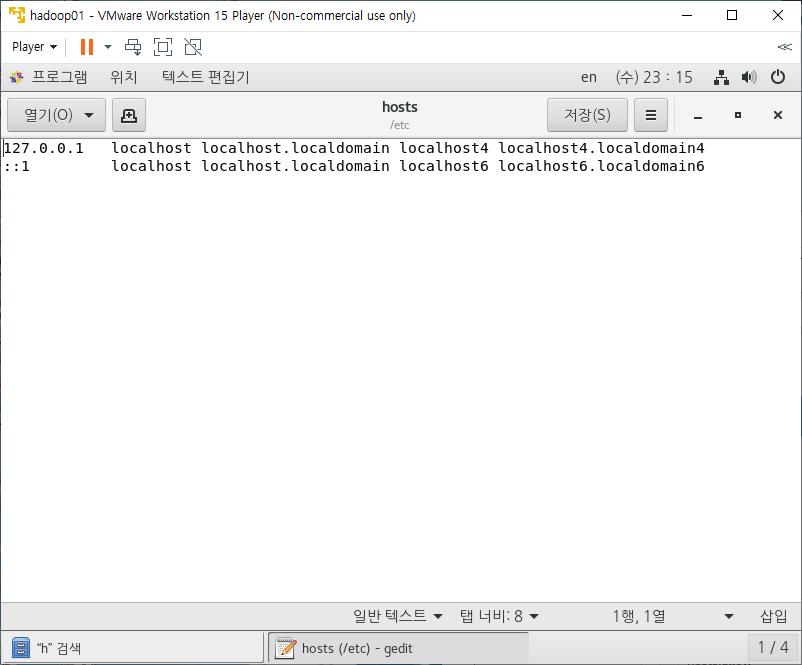 hadoop01 - VMware Workstation 15 Player (Non-commercial use only)
Player
프로그램 위치 텍스트 편집기 en (수) 23 : 15
열기(O) hosts 저장(S)
/etc
127.0.0.1   localhost localhost.localdomain localhost4 localhost4.localdomain4
::1         localhost localhost.localdomain localhost6 localhost6.localdomain6
일반 텍스트 탭 너비: 8 1행, 1열 삽입
“h” 검색 hosts (/etc) - gedit 1 / 4